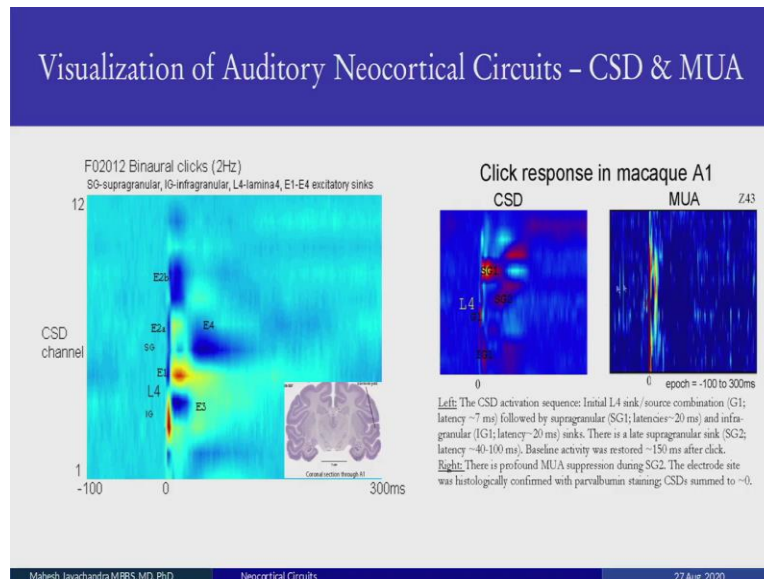 Visualization of Auditory Neocortical Circuits – CSD & MUA
F02012 Binaural clicks (2Hz)
SG-supragranular, IG-infragranular, L4-lamina4, E1-E4 excitatory sinks
12
E2b
E2a
E4
CSD
channel
SG
E1
L4
E3
IG
1
-100
0
300ms
Coronal section through A1
Click response in macaque A1
CSD
MUA
Z43
SG1
L4
SG2
0
0
epoch = -100 to 300ms
Left: The CSD activation sequence: Initial L4 sink/source combination (G1;
latency ~7 ms) followed by supragranular (SG1; latencies~20 ms) and infra-
granular (IG1; latency~20 ms) sinks. There is a late supragranular sink (SG2;
latency ~40-100 ms). Baseline activity was restored ~150 ms after click.
Right: There is profound MUA suppression during SG2. The electrode site
was histologically confirmed with parvalbumin staining; CSDs summed to ~0.
Mahesh Jayachandra MBBS, MD, PhD
Neocortical Circuits
27 Aug, 2020